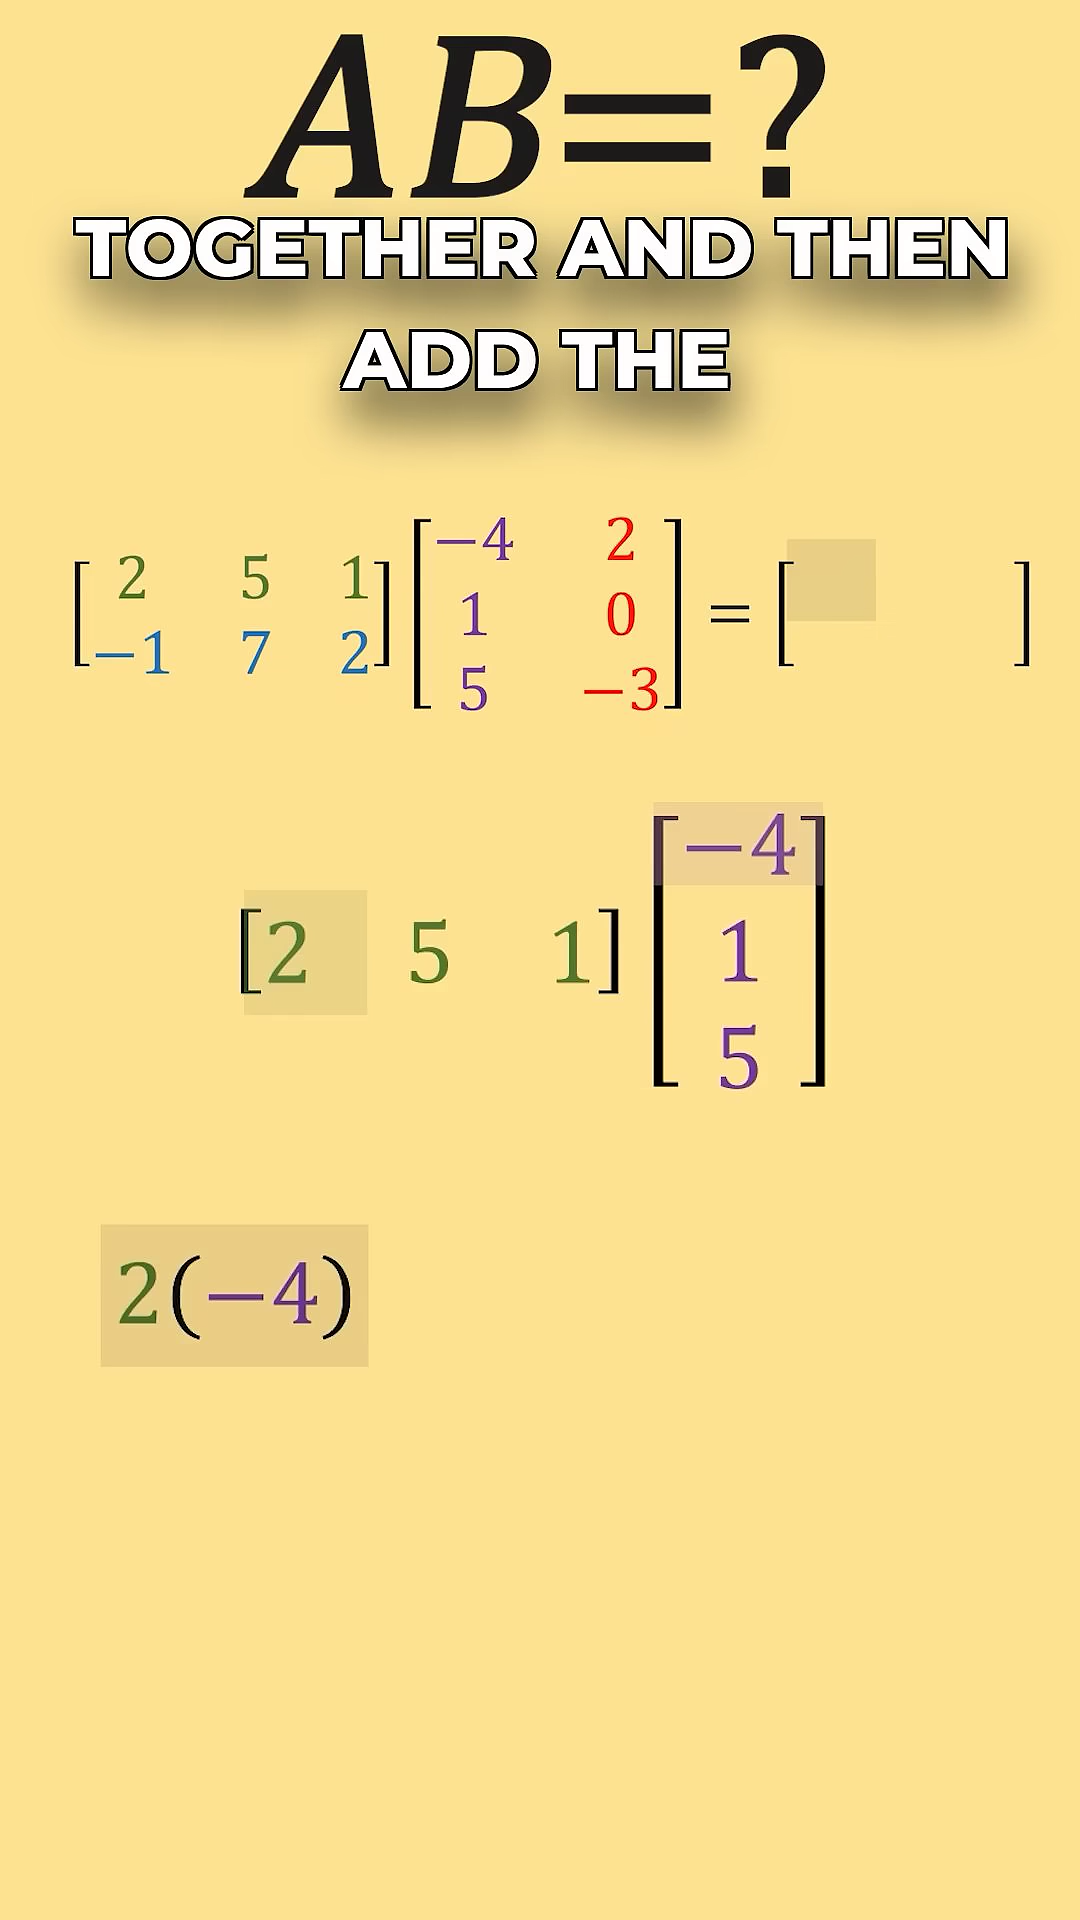 AB=?
TOGETHER AND THEN
ADD THE
[2 5 1
−1 7 2] [−4 2
1 0
5 −3] = [ ]
[2 5 1] [−4
1
5]
2(−4)